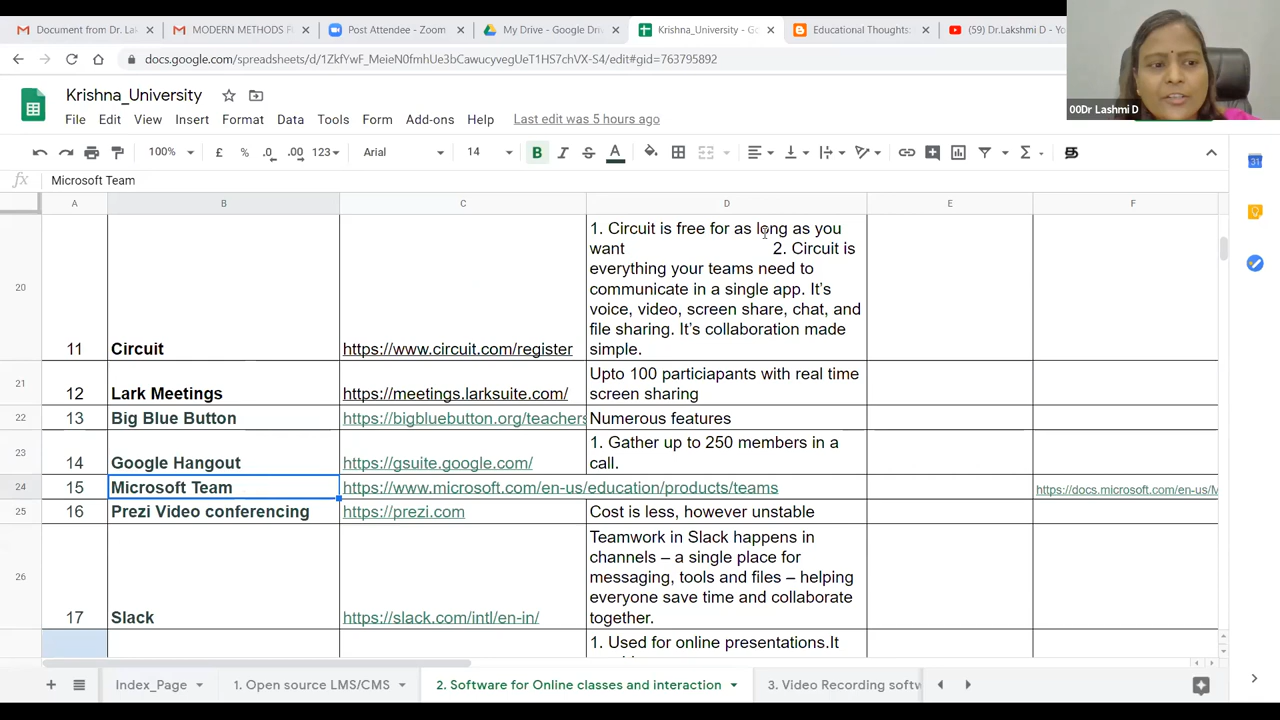 Document from Dr. Lak
MODERN METHODS F
Post Attendee - Zoom
My Drive - Google Driv
Krishna_University - Go
Educational Thoughts:
(59) Dr.Lakshmi D - Yo
docs.google.com/spreadsheets/d/1ZkfYwF_MeieN0fmhUe3bCawucyvegUeT1HS7chVX-S4/edit#gid=763795892
00Dr Lashmi D
Krishna_University
File Edit View Insert Format Data Tools Form Add-ons Help Last edit was 5 hours ago
100% £ % .0 .00 123 Arial 14 B I S A
fx Microsoft Team
A B C D E F
20 11 Circuit https://www.circuit.com/register
1. Circuit is free for as long as you
want 2. Circuit is
everything your teams need to
communicate in a single app. It's
voice, video, screen share, chat, and
file sharing. It's collaboration made
simple.
21 12 Lark Meetings https://meetings.larksuite.com/
Upto 100 particiapants with real time
screen sharing
22 13 Big Blue Button https://bigbluebutton.org/teachers Numerous features
23 14 Google Hangout https://gsuite.google.com/
1. Gather up to 250 members in a
call.
24 15 Microsoft Team https://www.microsoft.com/en-us/education/products/teams https://docs.microsoft.com/en-us/M
25 16 Prezi Video conferencing https://prezi.com Cost is less, however unstable
26 17 Slack https://slack.com/intl/en-in/
Teamwork in Slack happens in
channels – a single place for
messaging, tools and files – helping
everyone save time and collaborate
together.
1. Used for online presentations.It
Index_Page 1. Open source LMS/CMS 2. Software for Online classes and interaction 3. Video Recording softw